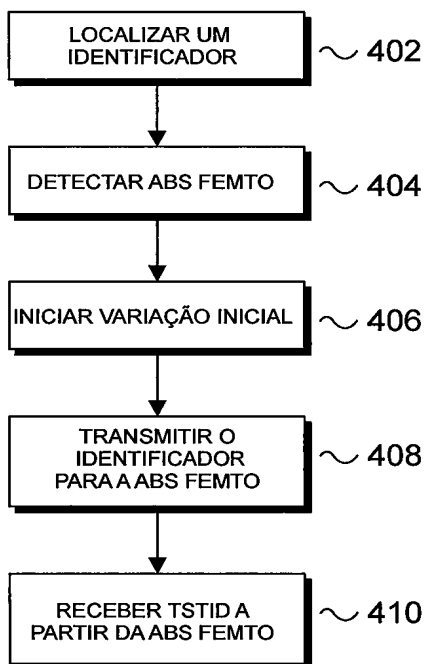 LOCALIZAR UM
IDENTIFICADOR
402
DETECTAR ABS FEMTO
404
INICIAR VARIAÇÃO INICIAL
406
TRANSMITIR O
IDENTIFICADOR
PARA A ABS FEMTO
408
RECEBER TSTID A
PARTIR DA ABS FEMTO
410